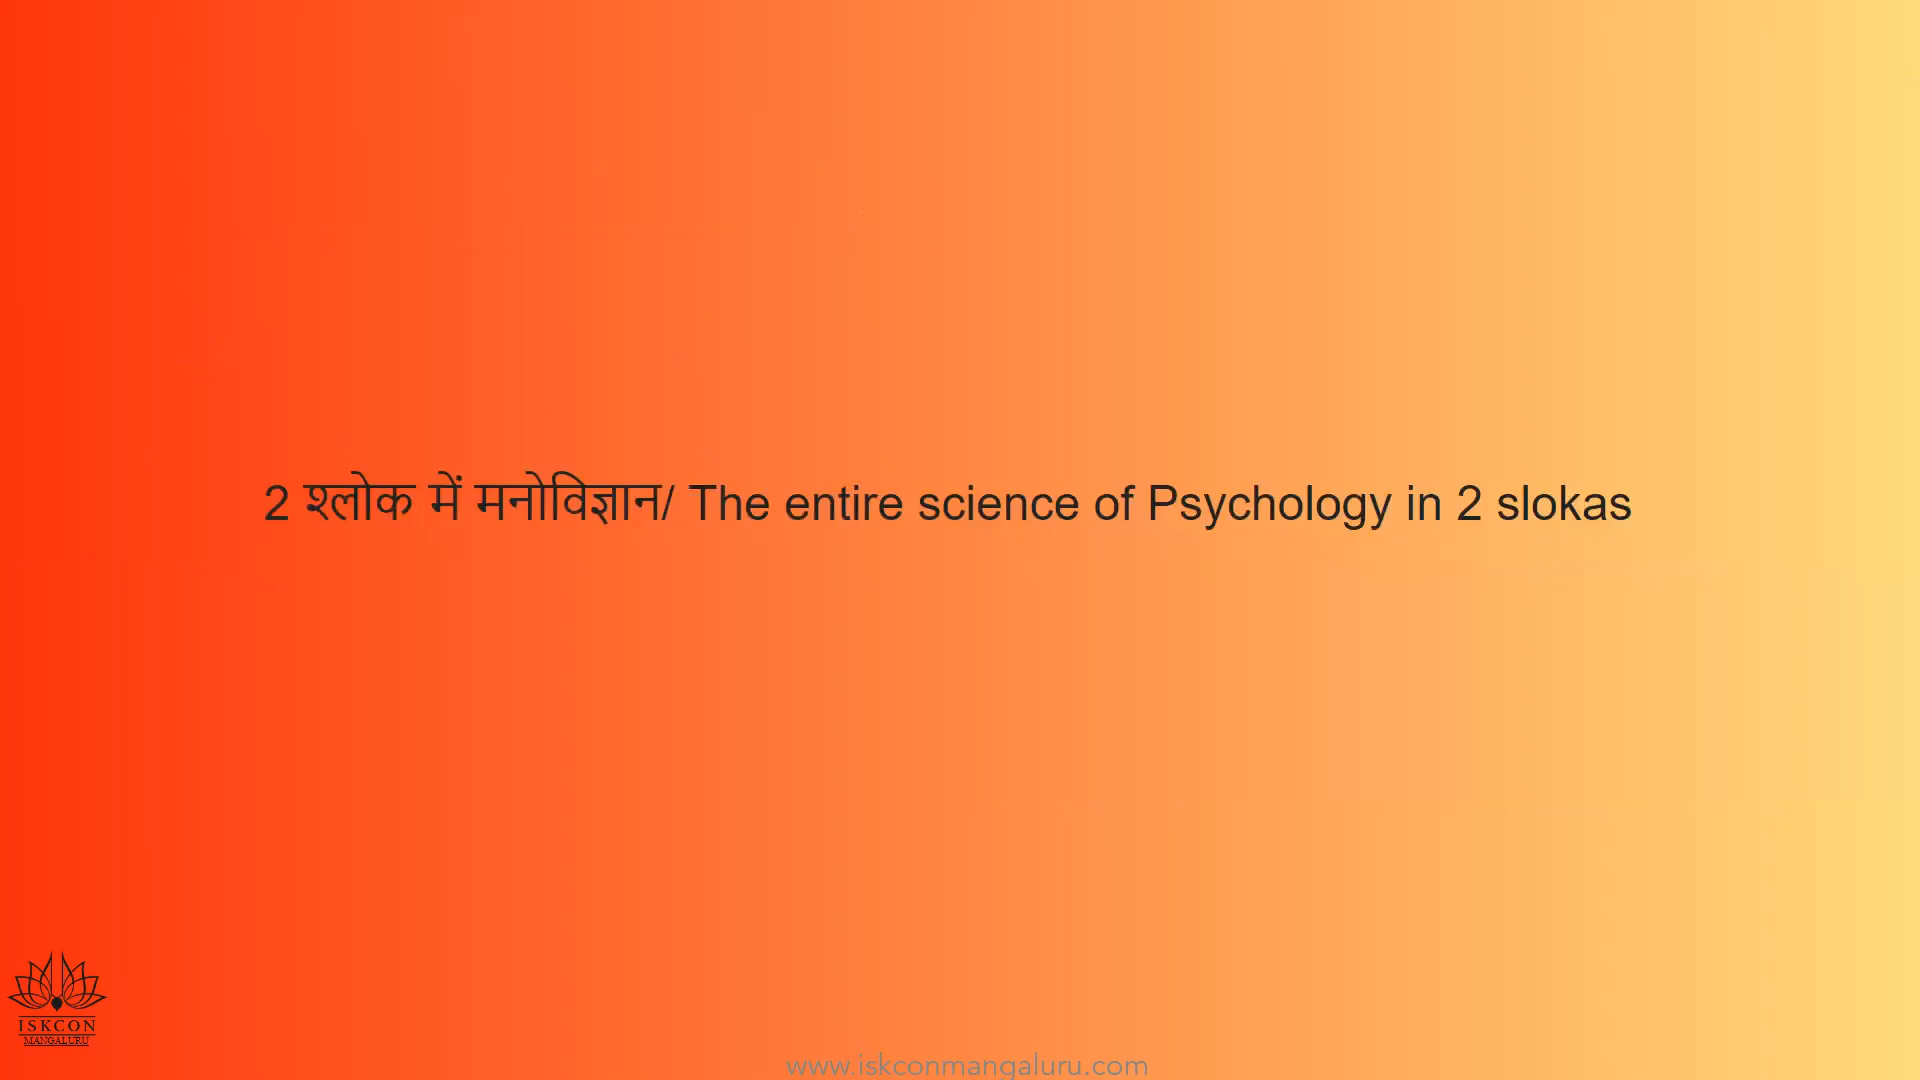 2 श्लोक में मनोविज्ञान/ The entire science of Psychology in 2 slokas
ISKCON
MANGALURU
www.iskconmangaluru.com